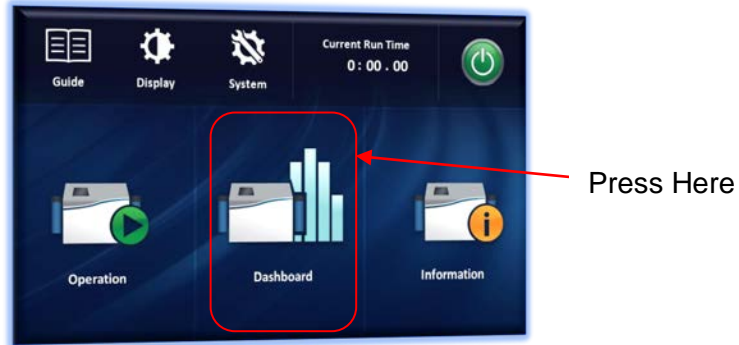 Guide
Display
System
Current Run Time
0 : 00 . 00
Operation
Dashboard
Information
Press Here